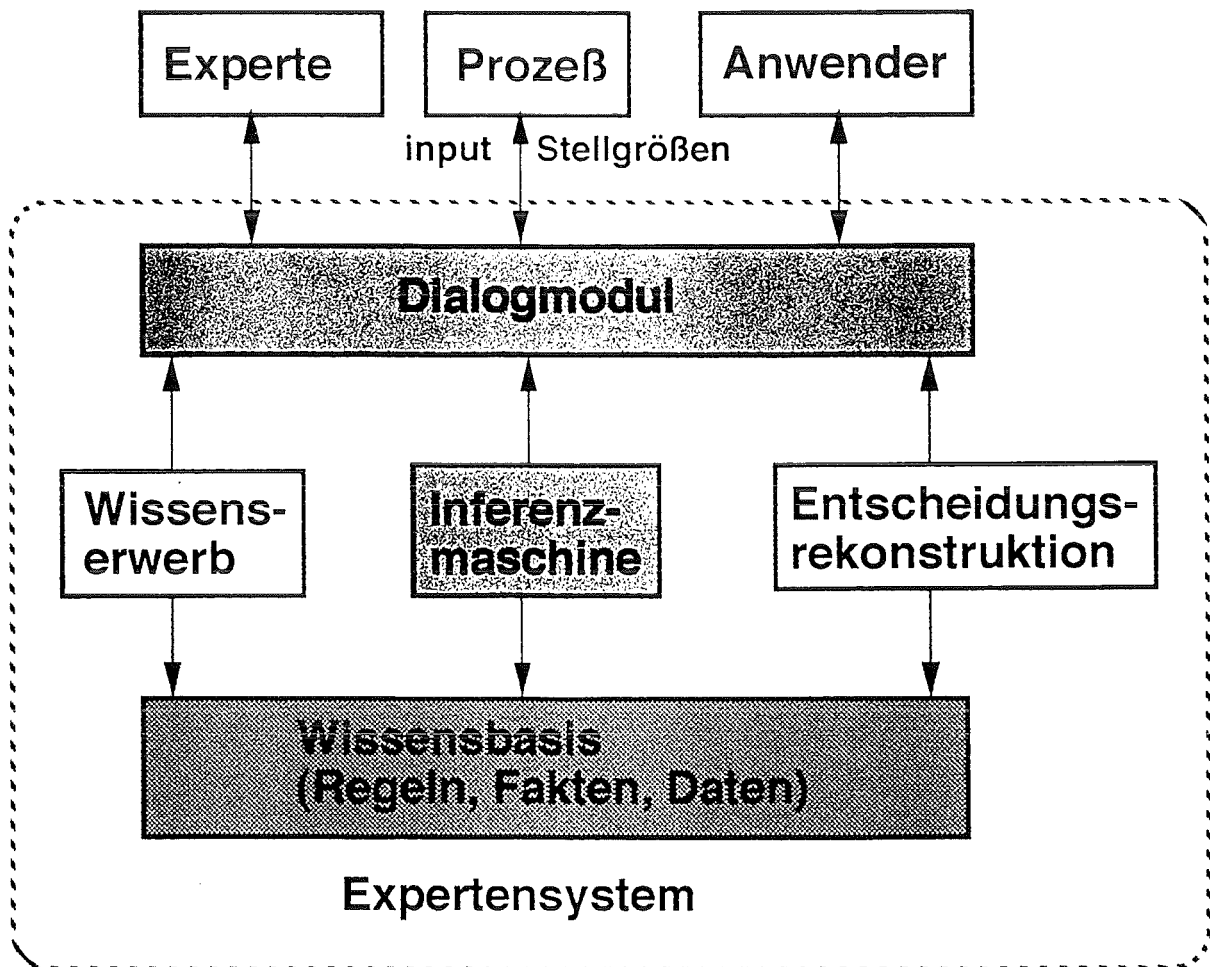 Experte
Prozeß
Anwender
input
Stellgrößen
Dialogmodul
Wissens-
erwerb
Inferenz-
maschine
Entscheidungs-
rekonstruktion
Wissensbasis
(Regeln, Fakten, Daten)
Expertensystem